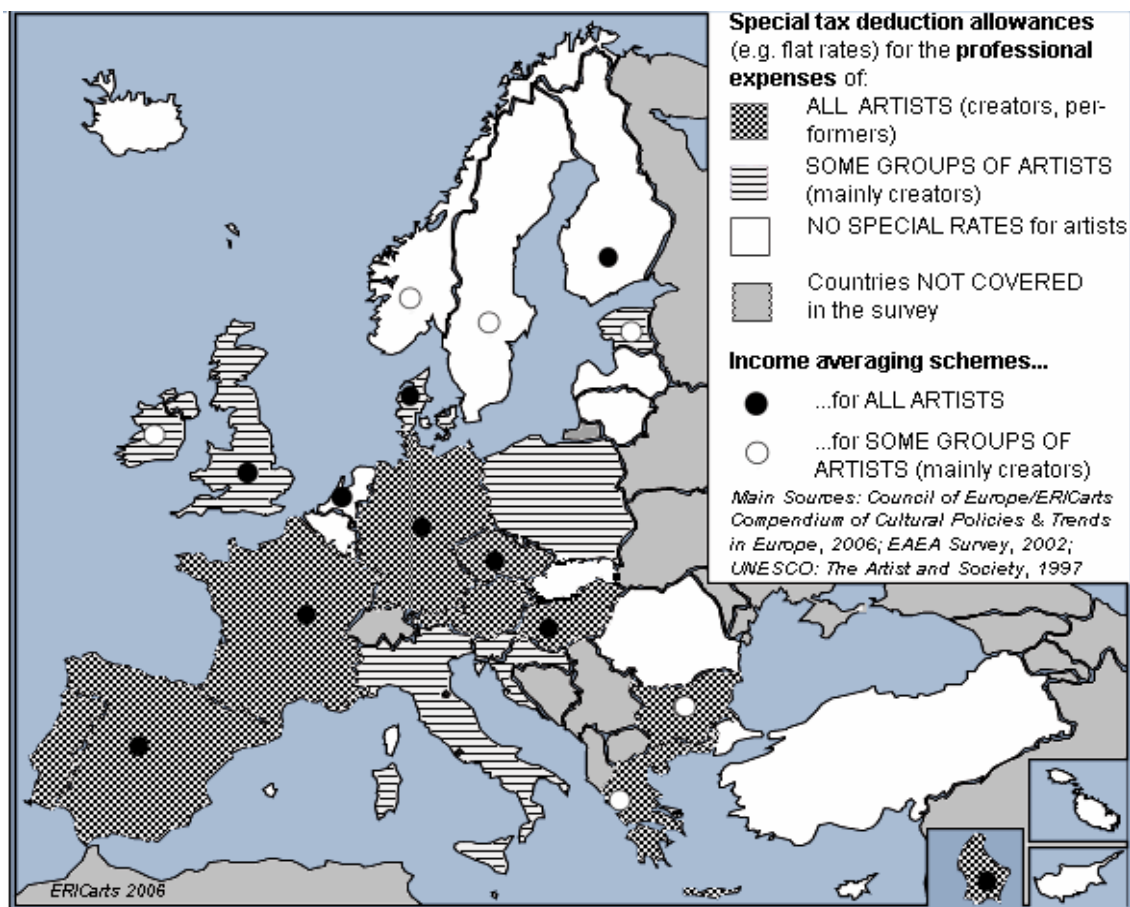 Special tax deduction allowances
(e.g. flat rates) for the professional
expenses of:
ALL ARTISTS (creators, per-
formers)
SOME GROUPS OF ARTISTS
(mainly creators)
NO SPECIAL RATES for artists
Countries NOT COVERED
in the survey
Income averaging schemes...
...for ALL ARTISTS
...for SOME GROUPS OF
ARTISTS (mainly creators)
Main Sources: Council of Europe/ERICarts
Compendium of Cultural Policies & Trends
in Europe, 2006; EAEA Survey, 2002;
UNESCO: The Artist and Society, 1997
ERICarts 2006